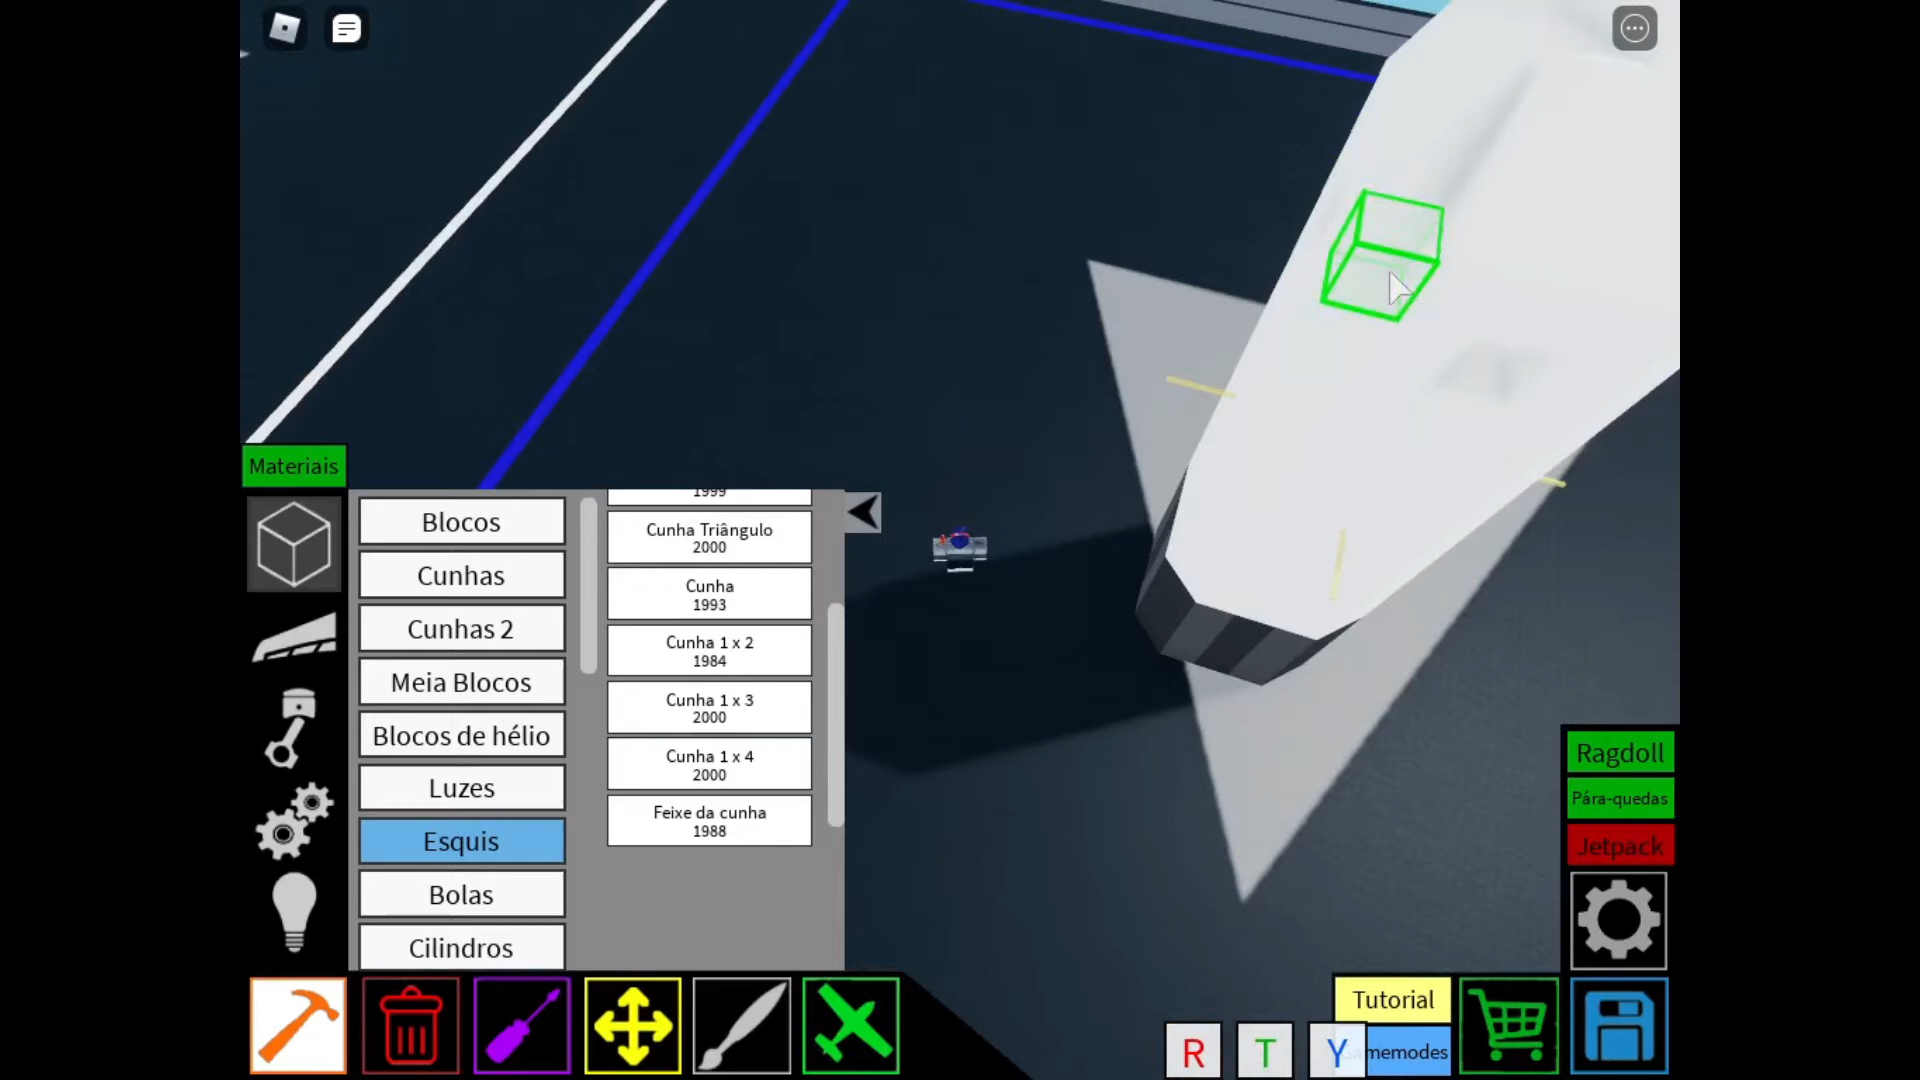 Materiais
Blocos
Cunhas
Cunhas 2
Meia Blocos
Blocos de hélio
Luzes
Esquis
Bolas
Cilindros
1999
Cunha Triângulo
2000
Cunha
1993
Cunha 1 x 2
1984
Cunha 1 x 3
2000
Cunha 1 x 4
2000
Feixe da cunha
1988
Ragdoll
Pára-quedas
Jetpack
Tutorial
R T Y
memodes